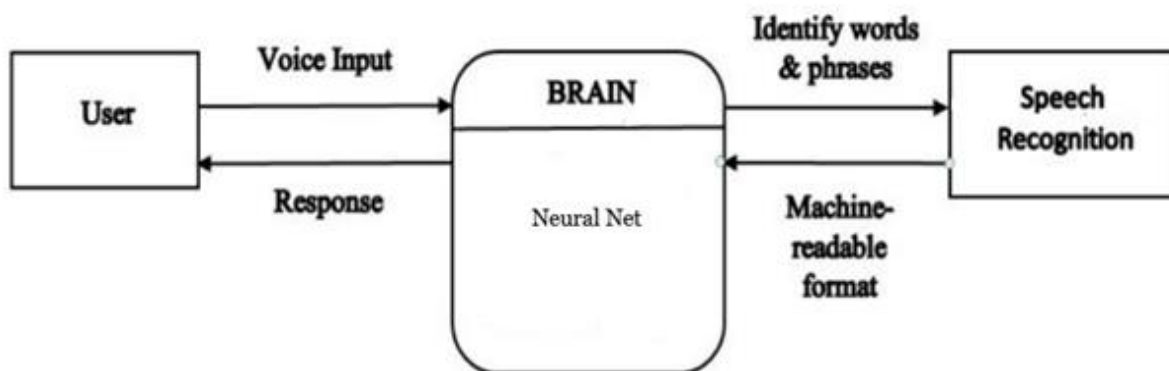 User
Voice Input
Response
BRAIN
Neural Net
Identify words
& phrases
Machine-
readable
format
Speech
Recognition